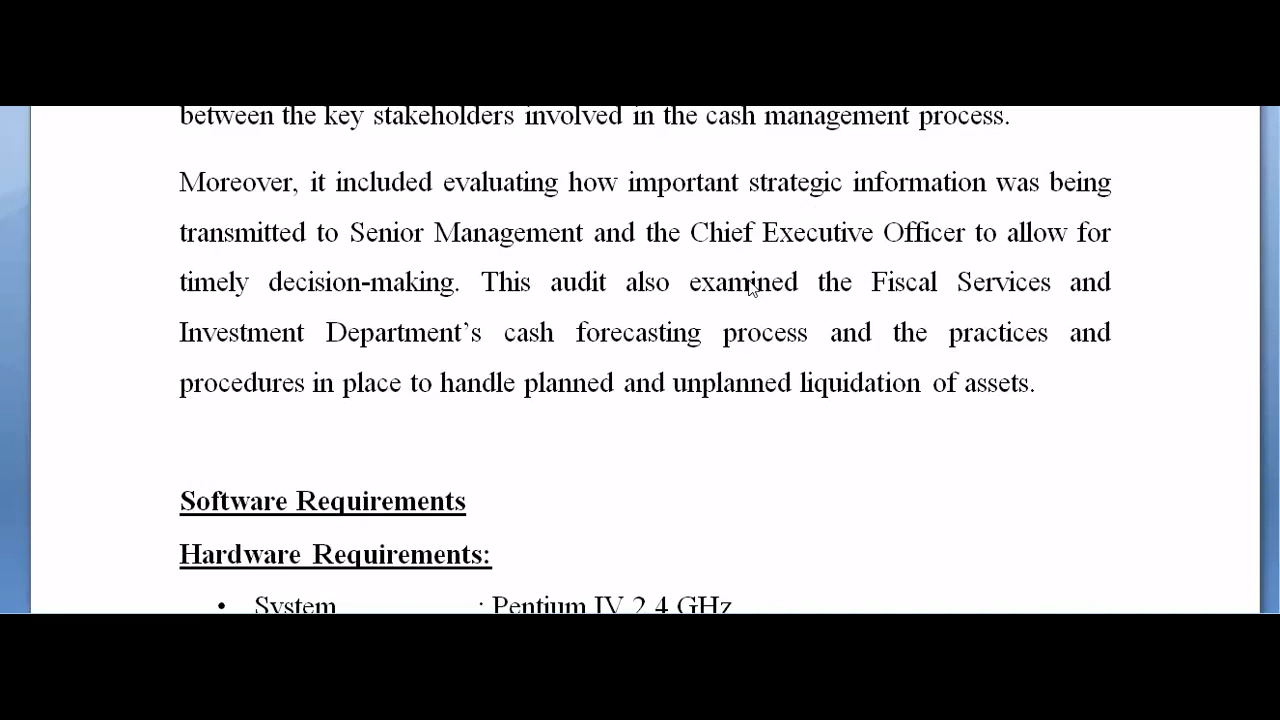 between the key stakeholders involved in the cash management process.
Moreover, it included evaluating how important strategic information was being
transmitted to Senior Management and the Chief Executive Officer to allow for
timely decision-making. This audit also examined the Fiscal Services and
Investment Department’s cash forecasting process and the practices and
procedures in place to handle planned and unplanned liquidation of assets.
Software Requirements
Hardware Requirements:
• System : Pentium IV 2.4 GHz